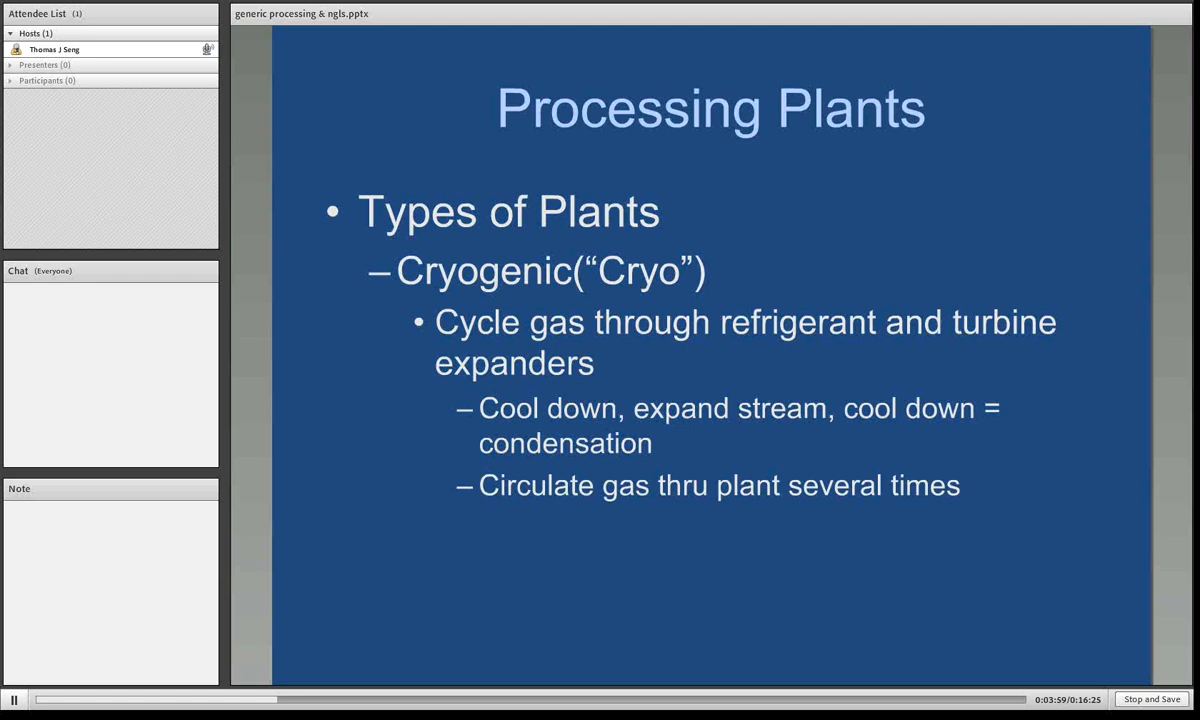 Attendee List (1)
Hosts (1)
Thomas J Seng
Presenters (0)
Participants (0)
Chat (Everyone)
Note
generic processing & ngls.pptx
Processing Plants
• Types of Plants
– Cryogenic(“Cryo”)
• Cycle gas through refrigerant and turbine
expanders
– Cool down, expand stream, cool down =
condensation
– Circulate gas thru plant several times
0:03:59/0:16:25
Stop and Save